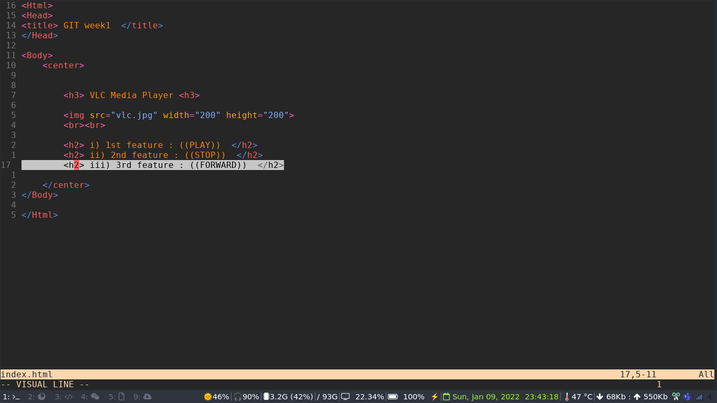 16 <Html>
15 <Head>
14 <title> GIT week1  </title>
13 </Head>
12
11 <Body>
10     <center>
9
8
7         <h3> VLC Media Player <h3>
6
5         <img src="vlc.jpg" width="200" height="200">
4         <br><br>
3
2         <h2> i) 1st feature : ((PLAY))  </h2>
1         <h2> ii) 2nd feature : ((STOP))  </h2>
17         <h2> iii) 3rd feature : ((FORWARD))  </h2>
1
2     </center>
3 </Body>
4
5 </Html>
index.html 17,5-11 All
-- VISUAL LINE -- 1
1: 2: 3: </> 4: 5: 9: 46% 90% 3.2G (42%) / 93G 22.34% 100% Sun, Jan 09, 2022 23:43:18 47 °C 68Kb : 550Kb